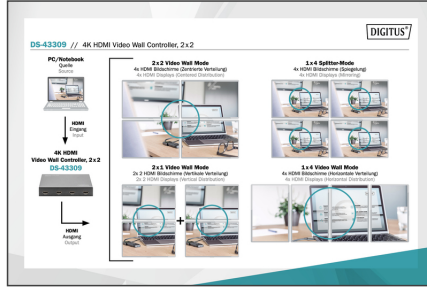 DIGITUS®
DS-43309 // 4K HDMI Video Wall Controller, 2x2
PC/Notebook
Quelle
Source
HDMI
Eingang
Input
4K HDMI
Video Wall Controller, 2x2
DS-43309
HDMI
Ausgang
Output
2x2 Video Wall Mode
4x HDMI Bildschirme (Zentrierte Verteilung)
4x HDMI Displays (Centered Distribution)
1x4 Splitter-Mode
4x HDMI Bildschirme (Spiegelung)
4x HDMI Displays (Mirroring)
2x1 Video Wall Mode
2x 2 HDMI Bildschirme (Vertikale Verteilung)
2x 2 HDMI Displays (Vertical Distribution)
+
1x4 Video Wall Mode
4x HDMI Bildschirme (Horizontale Verteilung)
4x HDMI Displays (Horizontal Distribution)